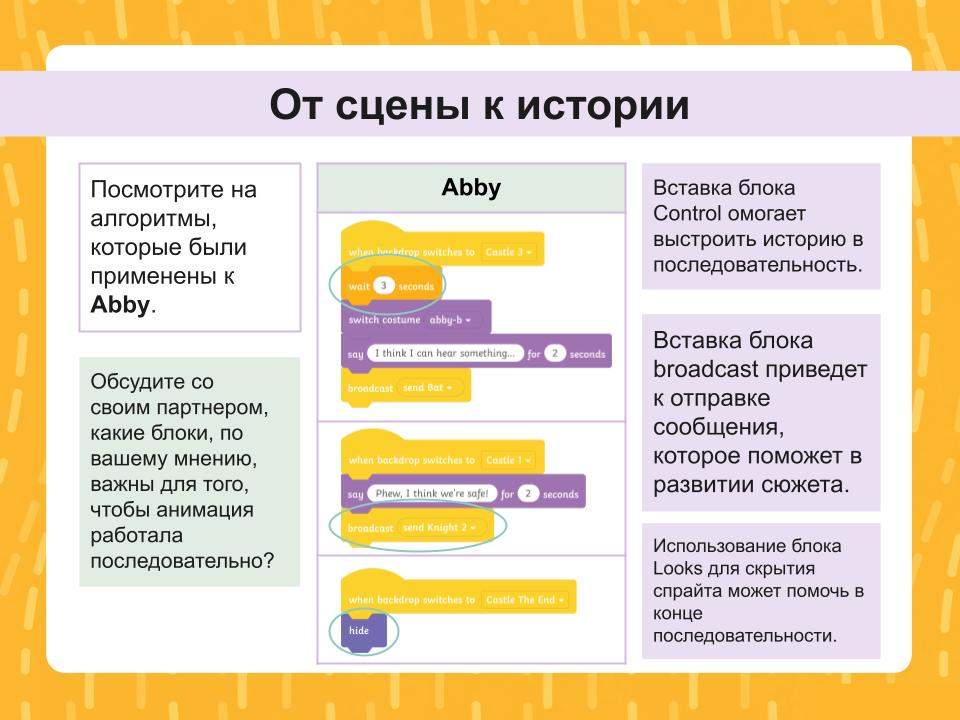 От сцены к истории
Посмотрите на
алгоритмы,
которые были
применены к
Abby.
Обсудите со
своим партнером,
какие блоки, по
вашему мнению,
важны для того,
чтобы анимация
работала
последовательно?
Abby
when backdrop switches to Castle 3
wait 3 seconds
switch costume abby-b
say I think I can hear something... for 2 seconds
broadcast send Bat
when backdrop switches to Castle 1
say Phew, I think we're safe! for 2 seconds
broadcast send Knight 2
when backdrop switches to Castle The End
hide
Вставка блока
Control омогает
выстроить историю в
последовательность.
Вставка блока
broadcast приведет
к отправке
сообщения,
которое поможет в
развитии сюжета.
Использование блока
Looks для скрытия
спрайта может помочь в
конце
последовательности.